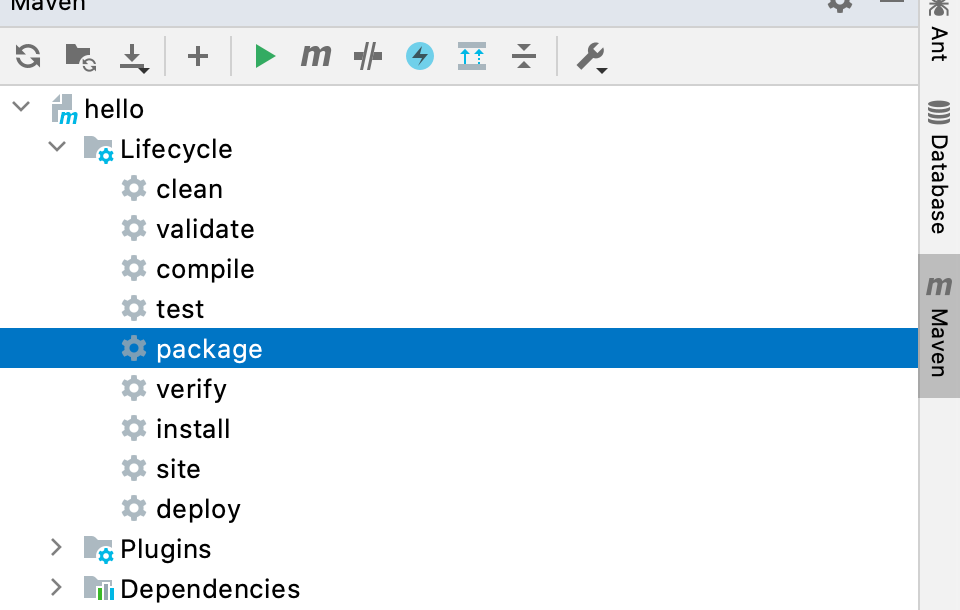 Maven
hello
Lifecycle
clean
validate
compile
test
package
verify
install
site
deploy
Plugins
Dependencies
Ant
Database
Maven